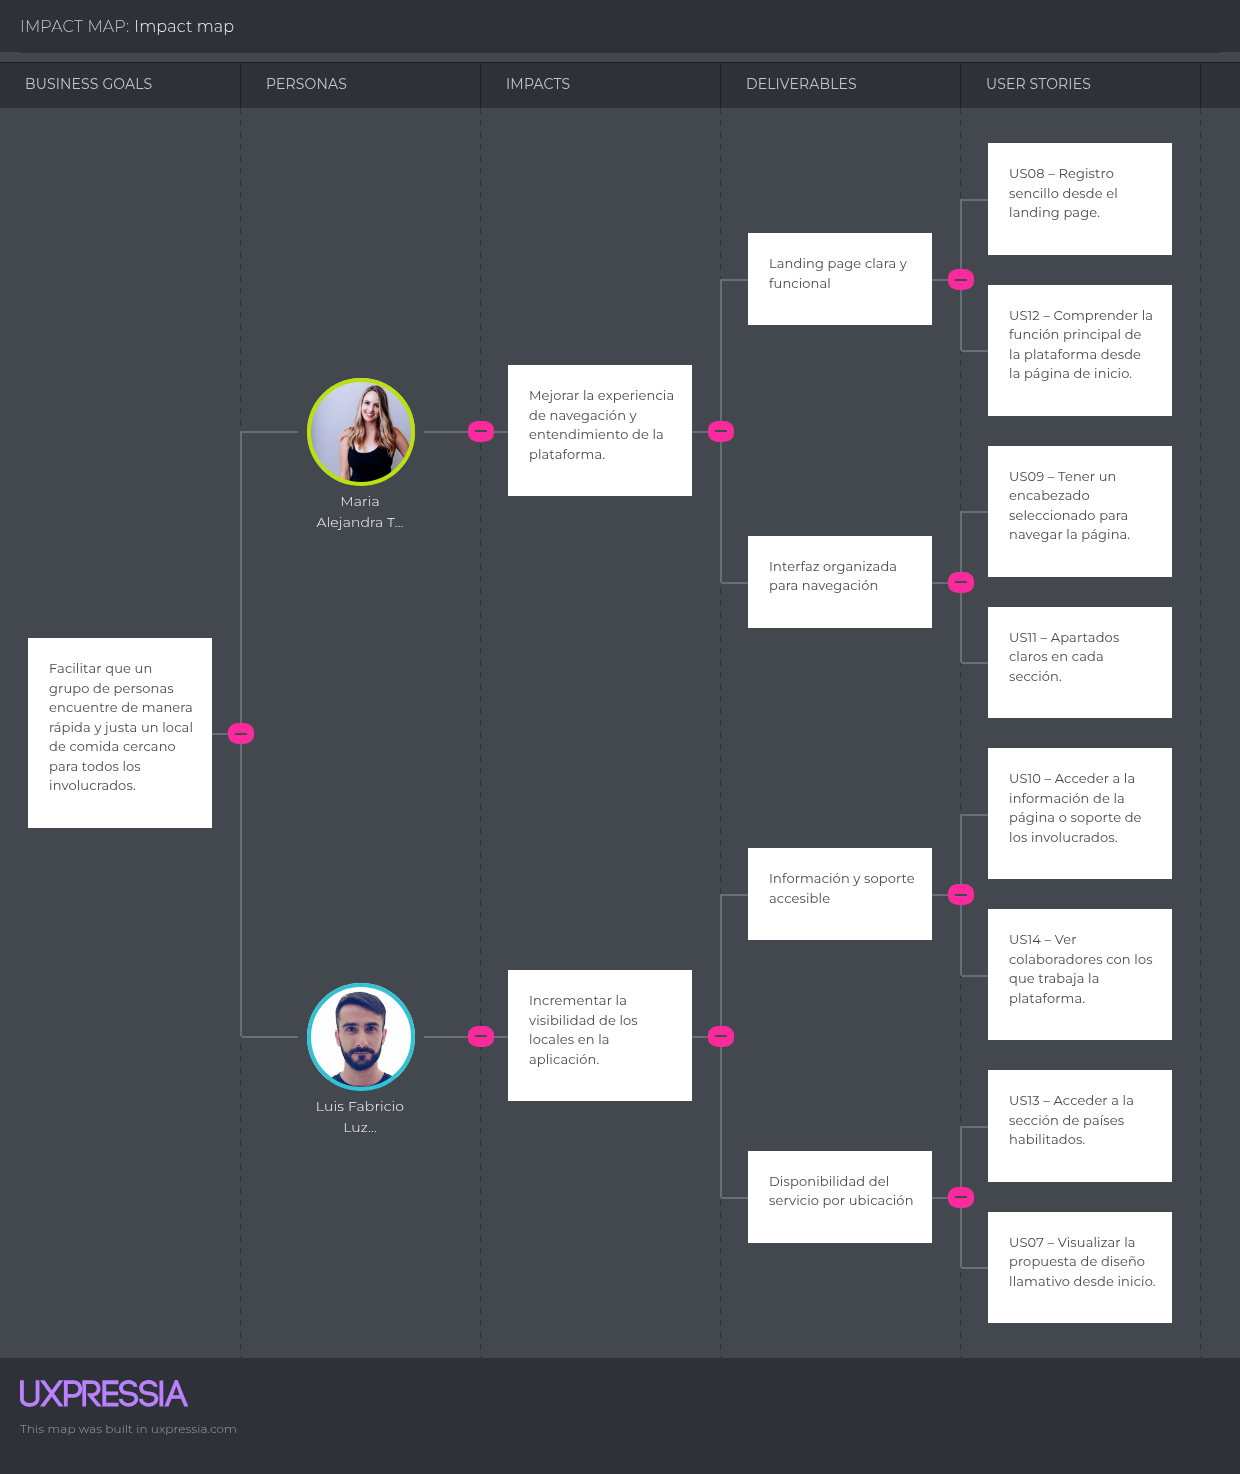 IMPACT MAP: Impact map
BUSINESS GOALS
PERSONAS
IMPACTS
DELIVERABLES
USER STORIES
Facilitar que un
grupo de personas
encuentre de manera
rápida y justa un local
de comida cercano
para todos los
involucrados.
Maria
Alejandra T...
Mejorar la experiencia
de navegación y
entendimiento de la
plataforma.
Landing page clara y
funcional
US08 – Registro
sencillo desde el
landing page.
US12 – Comprender la
función principal de
la plataforma desde
la página de inicio.
Interfaz organizada
para navegación
US09 – Tener un
encabezado
seleccionado para
navegar la página.
US11 – Apartados
claros en cada
sección.
Luis Fabricio
Luz...
Incrementar la
visibilidad de los
locales en la
aplicación.
Información y soporte
accesible
US10 – Acceder a la
información de la
página o soporte de
los involucrados.
US14 – Ver
colaboradores con los
que trabaja la
plataforma.
Disponibilidad del
servicio por ubicación
US13 – Acceder a la
sección de países
habilitados.
US07 – Visualizar la
propuesta de diseño
llamativo desde inicio.
UXPRESSIA
This map was built in uxpressia.com